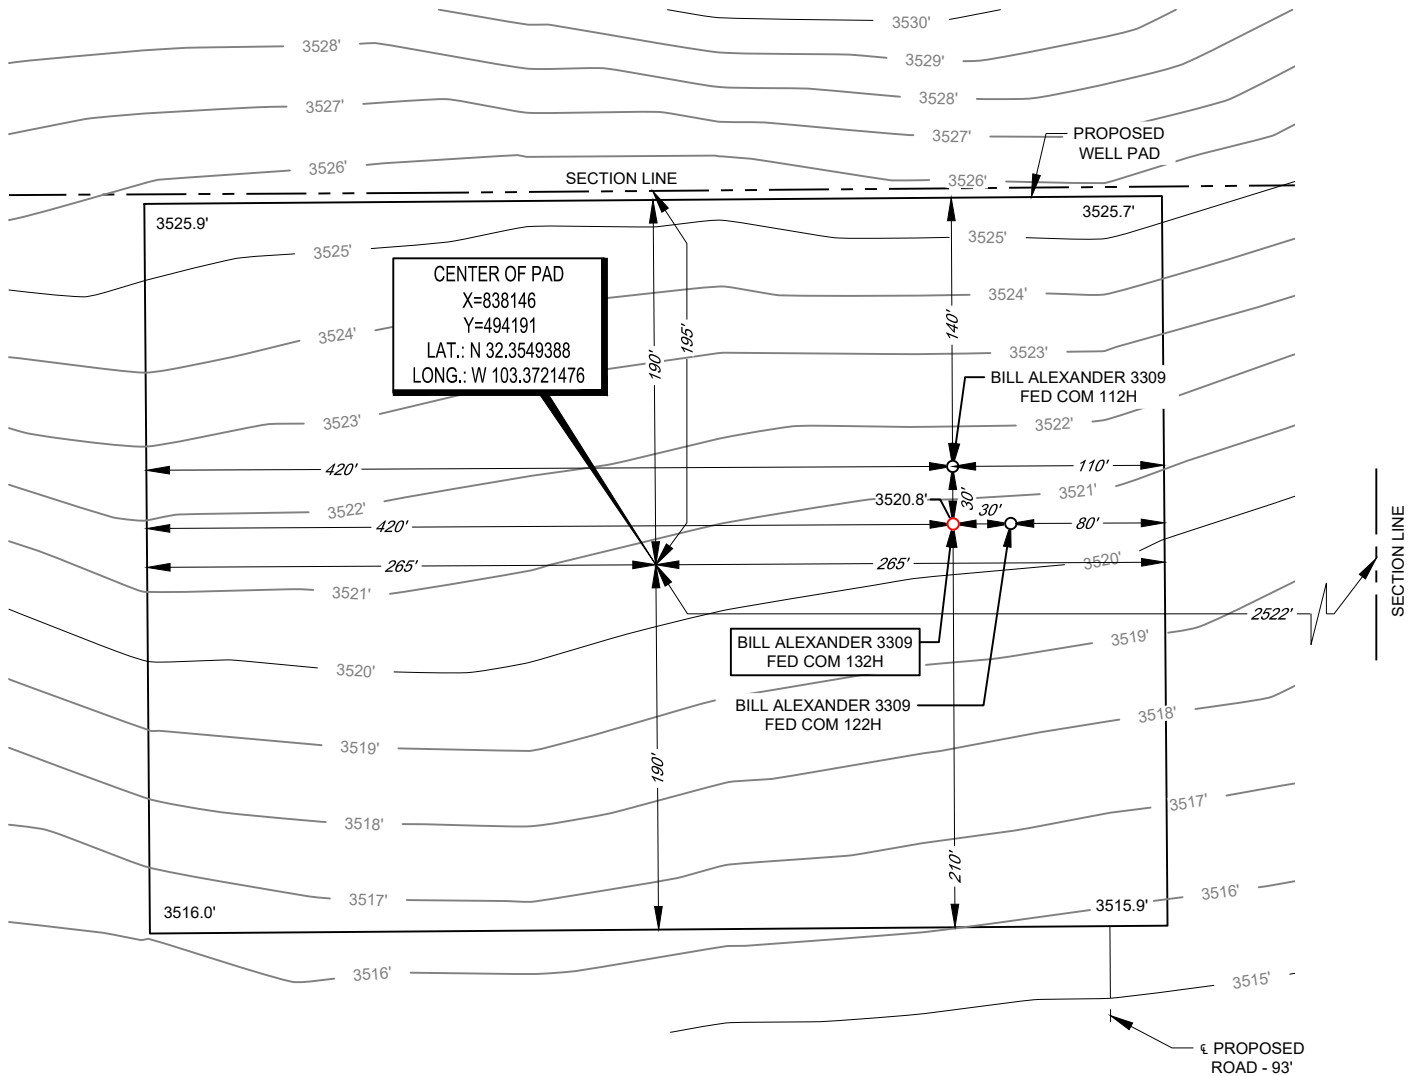 3530'
3528'
3529'
3528'
3527'
3527'
PROPOSED
WELL PAD
3526'
SECTION LINE
3526'
3525.9'
3525.7'
3525'
3525'
CENTER OF PAD
X=838146
Y=494191
LAT.: N 32.3549388
LONG.: W 103.3721476
3524'
3524'
140'
195'
190'
3523'
BILL ALEXANDER 3309
FED COM 112H
3523'
3522'
420'
110'
3521'
3520.8'
30'
30'
3522'
420'
80'
265'
265'
3520'
SECTION LINE
3521'
2522'
3519'
BILL ALEXANDER 3309
FED COM 132H
3520'
BILL ALEXANDER 3309
FED COM 122H
3518'
3519'
190'
3517'
3518'
210'
3517'
3516'
3516.0'
3515.9'
3516'
3515'
℄ PROPOSED
ROAD - 93'